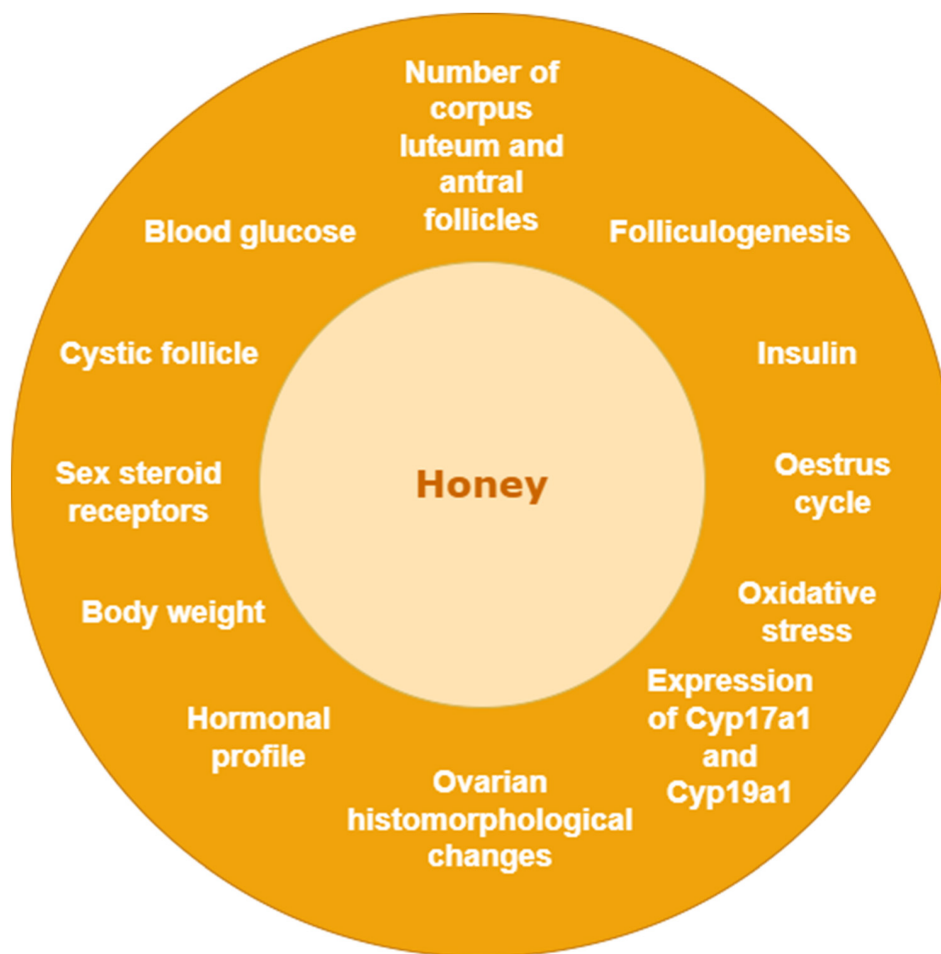 Number of
corpus
luteum and
antral
follicles
Blood glucose
Folliculogenesis
Cystic follicle
Insulin
Sex steroid
receptors
Honey
Oestrus
cycle
Body weight
Oxidative
stress
Expression
of Cyp17a1
and
Cyp19a1
Hormonal
profile
Ovarian
histomorphological
changes